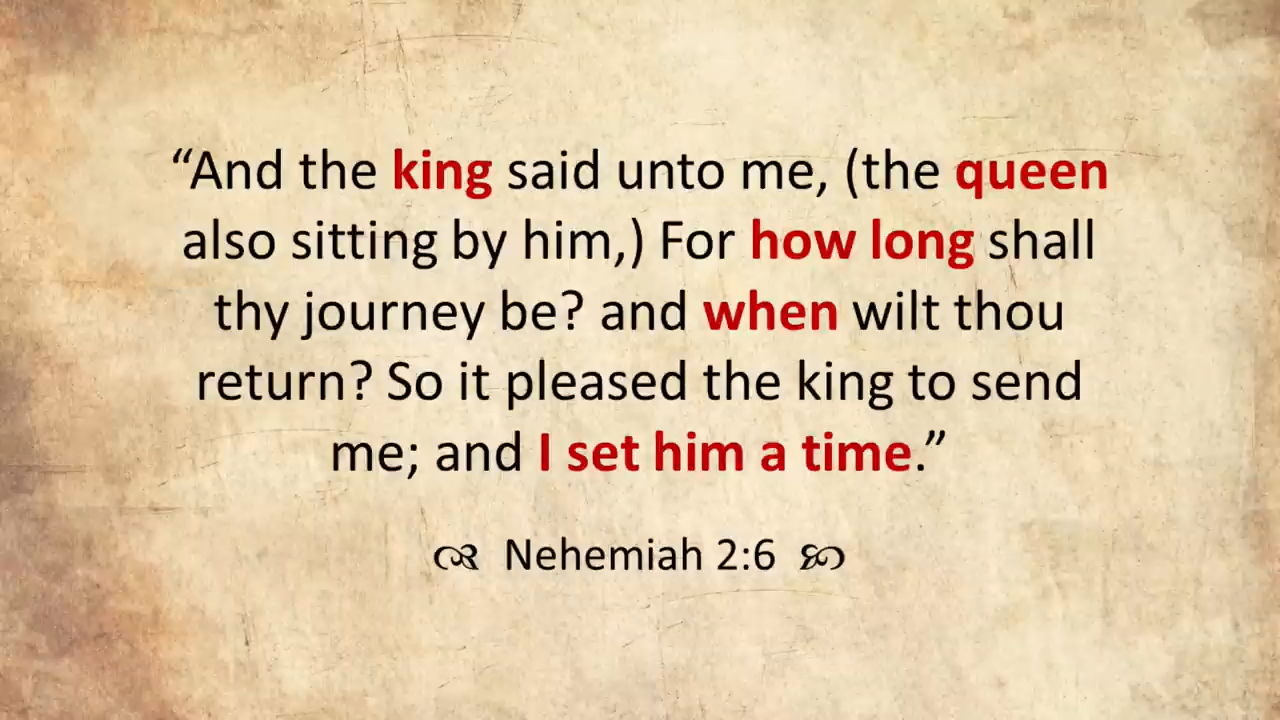 “And the king said unto me, (the queen
also sitting by him,) For how long shall
thy journey be? and when wilt thou
return? So it pleased the king to send
me; and I set him a time.”
Nehemiah 2:6